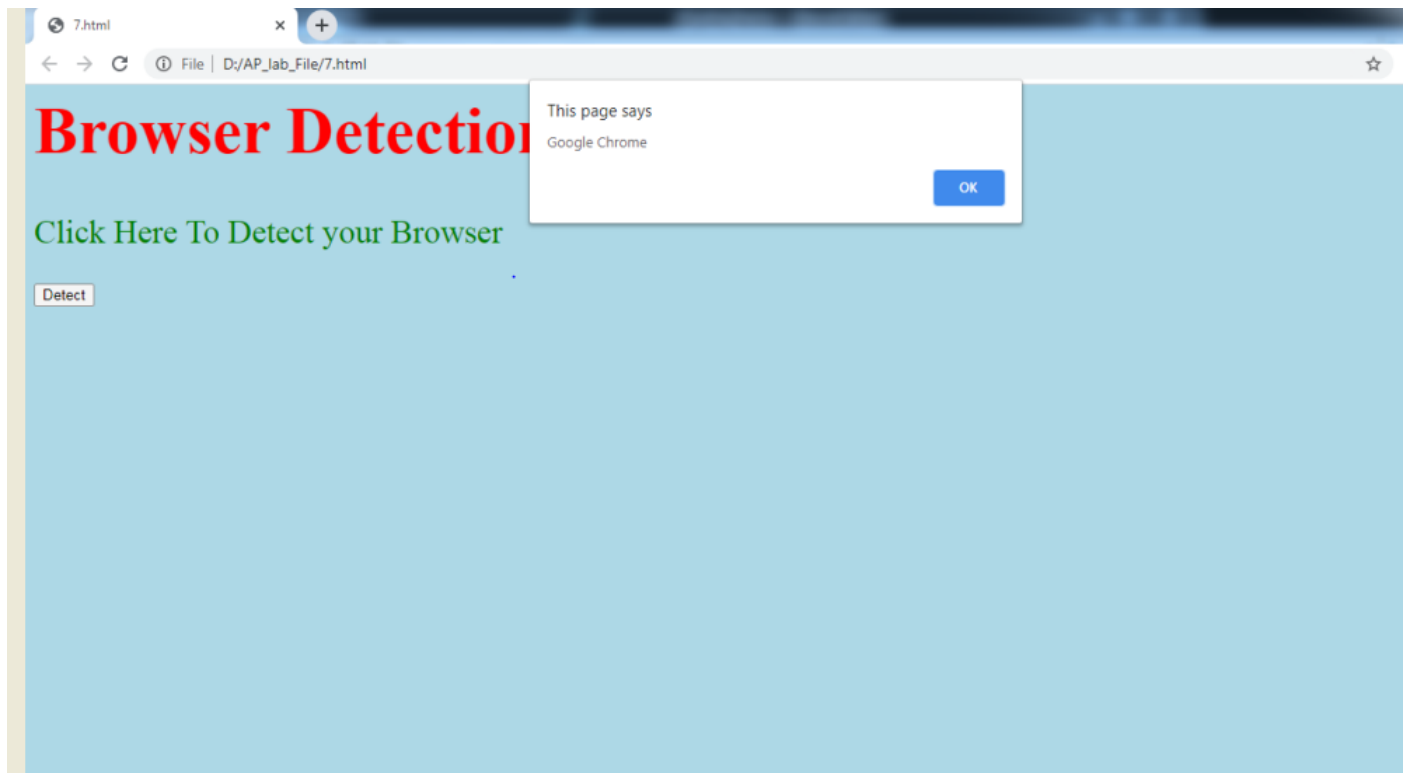 7.html
File | D:/AP_lab_File/7.html
This page says
Google Chrome
OK
Browser Detection
Click Here To Detect your Browser
Detect